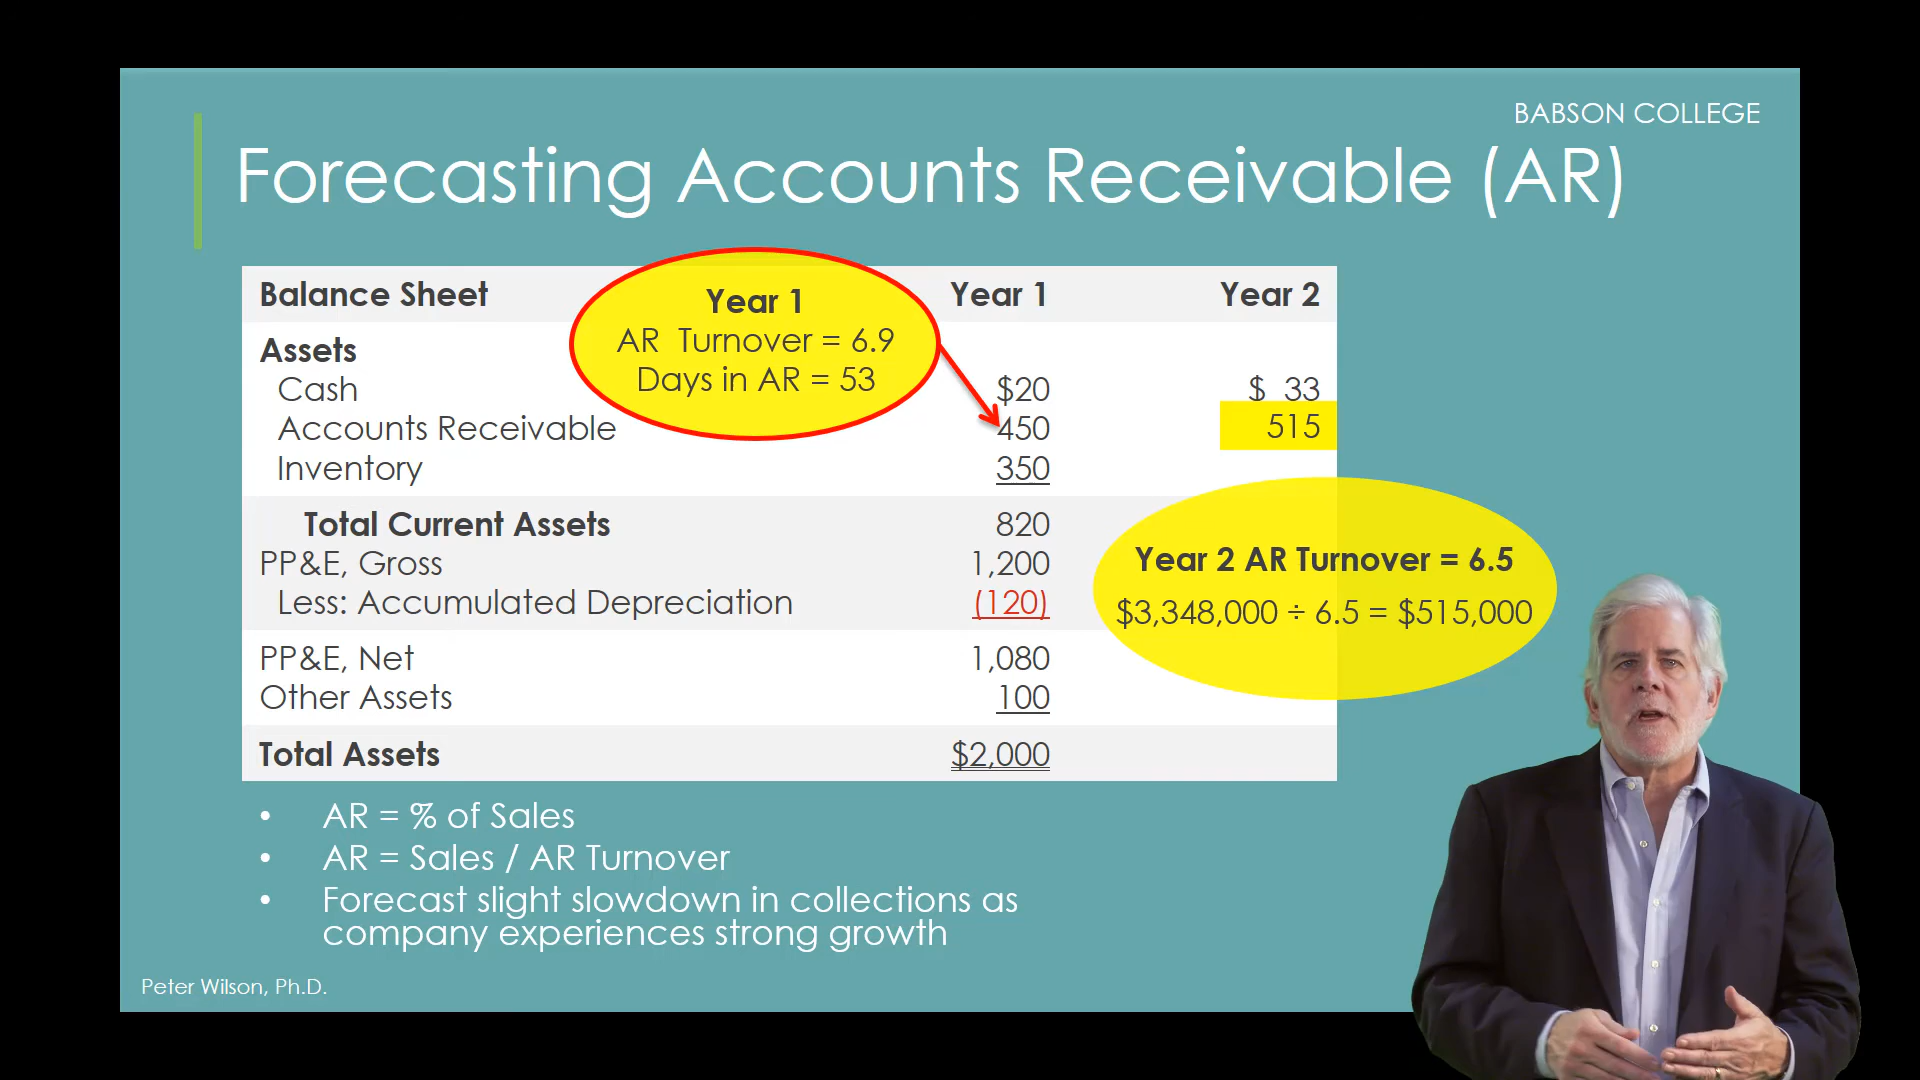 BABSON COLLEGE
Forecasting Accounts Receivable (AR)
Balance Sheet Year 1 Year 2
Year 1
AR Turnover = 6.9
Days in AR = 53
Assets
Cash $20 $ 33
Accounts Receivable 450 515
Inventory 350
Total Current Assets 820
PP&E, Gross 1,200
Less: Accumulated Depreciation (120)
Year 2 AR Turnover = 6.5
$3,348,000 ÷ 6.5 = $515,000
PP&E, Net 1,080
Other Assets 100
Total Assets $2,000
• AR = % of Sales
• AR = Sales / AR Turnover
• Forecast slight slowdown in collections as
company experiences strong growth
Peter Wilson, Ph.D.